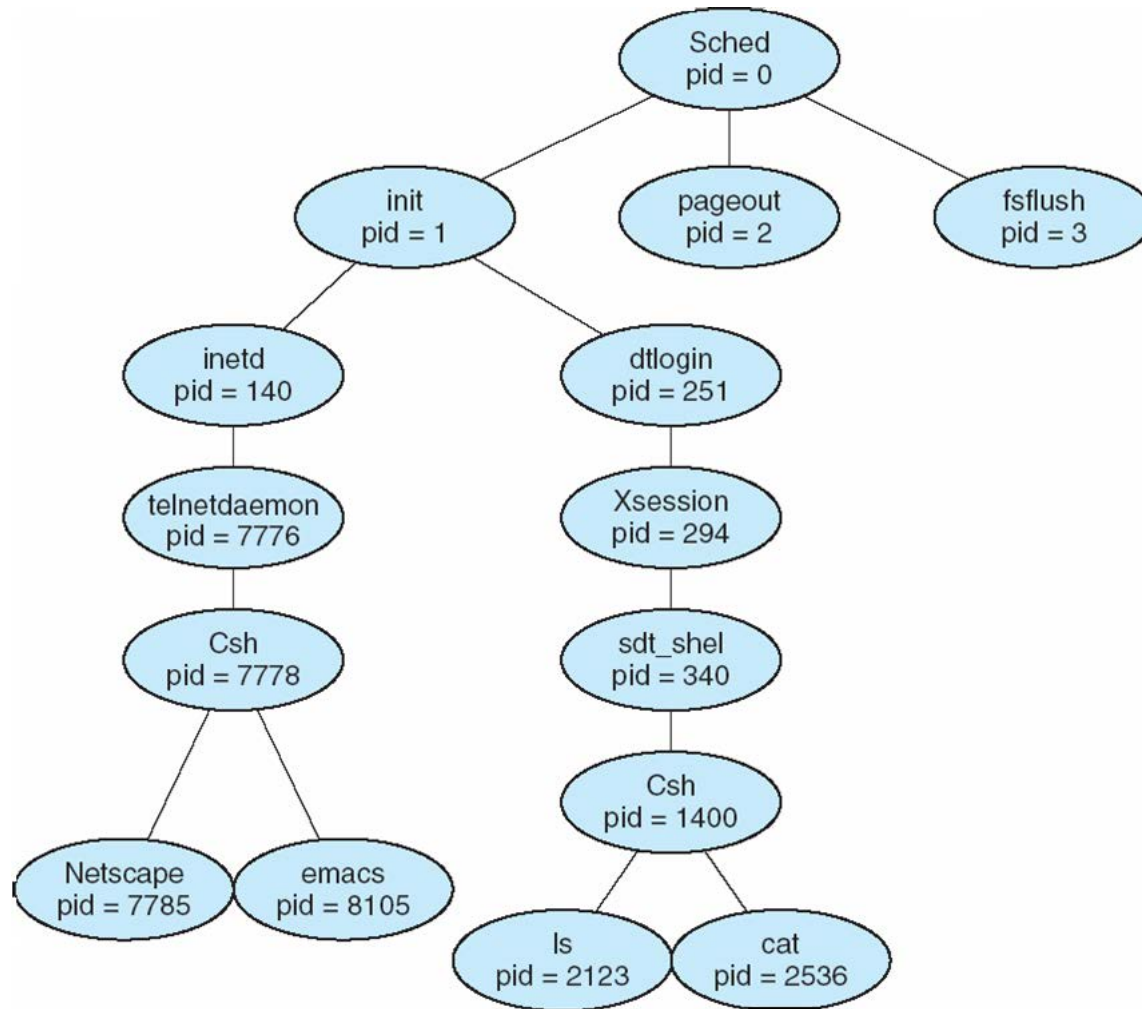 Sched
pid = 0
init
pid = 1
pageout
pid = 2
fsflush
pid = 3
inetd
pid = 140
dtlogin
pid = 251
telnetdaemon
pid = 7776
Xsession
pid = 294
Csh
pid = 7778
sdt_shel
pid = 340
Csh
pid = 1400
Netscape
pid = 7785
emacs
pid = 8105
ls
pid = 2123
cat
pid = 2536